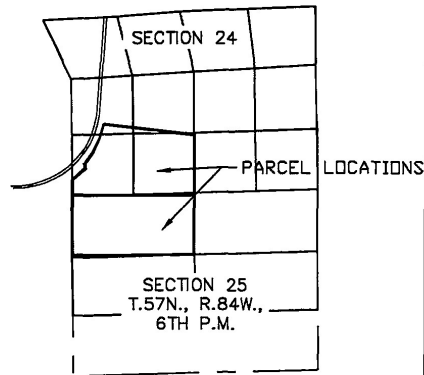 SECTION 24
PARCEL LOCATIONS
SECTION 25
T.57N., R.84W.,
6TH P.M.